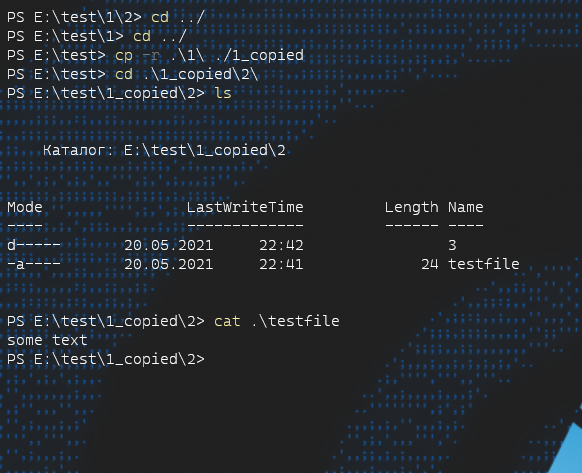 PS E:\test\1\2> cd ../
PS E:\test\1> cd ../
PS E:\test> cp -r .\1\ ./1_copied
PS E:\test> cd .\1_copied\2\
PS E:\test\1_copied\2> ls
Каталог: E:\test\1_copied\2
Mode                LastWriteTime         Length Name
----                -------------         ------ ----
d-----       20.05.2021     22:42                3
-a----       20.05.2021     22:41             24 testfile
PS E:\test\1_copied\2> cat .\testfile
some text
PS E:\test\1_copied\2>